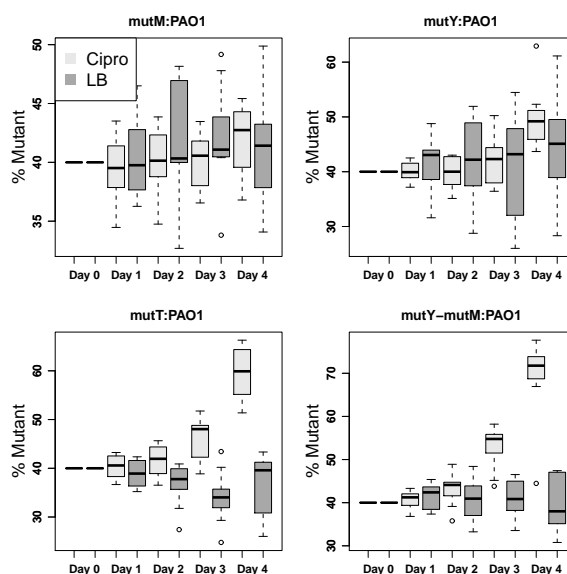 mutM:PAO1
% Mutant
50
45
40
35
Cipro
LB
Day 0 Day 1 Day 2 Day 3 Day 4
mutY:PAO1
% Mutant
60
50
40
30
Day 0 Day 1 Day 2 Day 3 Day 4
mutT:PAO1
% Mutant
60
50
40
30
Day 0 Day 1 Day 2 Day 3 Day 4
mutY−mutM:PAO1
% Mutant
70
60
50
40
30
Day 0 Day 1 Day 2 Day 3 Day 4